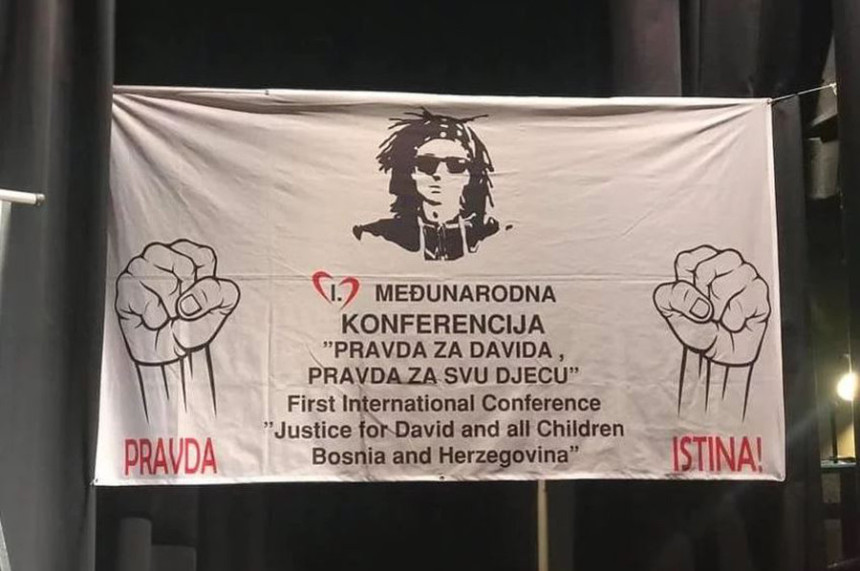 I. MEĐUNARODNA
KONFERENCIJA
"PRAVDA ZA DAVIDA ,
PRAVDA ZA SVU DJECU"
First International Conference
"Justice for David and all Children
Bosnia and Herzegovina"
PRAVDA
ISTINA!